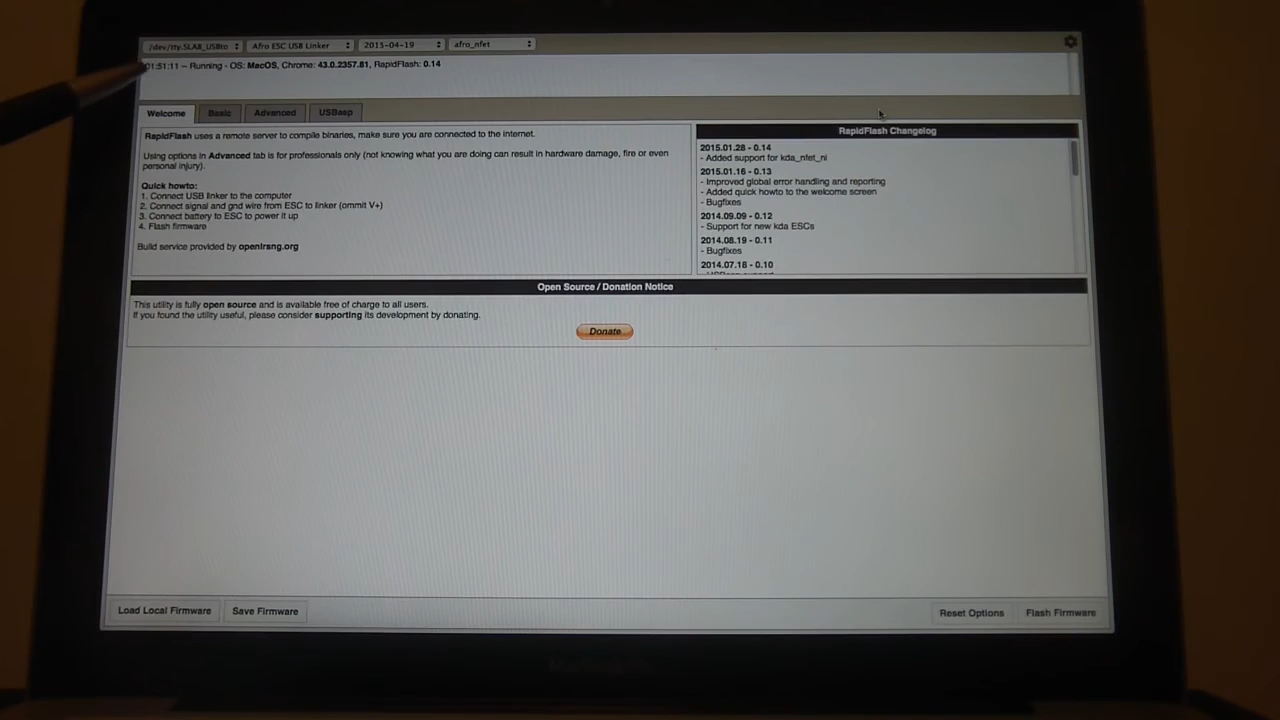 /dev/tty.SLAB_USBto Afro ESC USB Linker 2015-04-19 afro_nfet
01:51:11 -- Running - OS: MacOS, Chrome: 43.0.2357.81, RapidFlash: 0.14
Welcome Basic Advanced USBasp
RapidFlash uses a remote server to compile binaries, make sure you are connected to the internet.
Using options in Advanced tab is for professionals only (not knowing what you are doing can result in hardware damage, fire or even
personal injury).
Quick howto:
1. Connect USB linker to the computer
2. Connect signal and gnd wire from ESC to linker (ommit V+)
3. Connect battery to ESC to power it up
4. Flash firmware
Build service provided by openlrsng.org
RapidFlash Changelog
2015.01.28 - 0.14
- Added support for kda_nfet_ni
2015.01.16 - 0.13
- Improved global error handling and reporting
- Added quick howto to the welcome screen
- Bugfixes
2014.09.09 - 0.12
- Support for new kda ESCs
2014.08.19 - 0.11
- Bugfixes
2014.07.18 - 0.10
Open Source / Donation Notice
This utility is fully open source and is available free of charge to all users.
If you found the utility useful, please consider supporting its development by donating.
Donate
Load Local Firmware Save Firmware Reset Options Flash Firmware